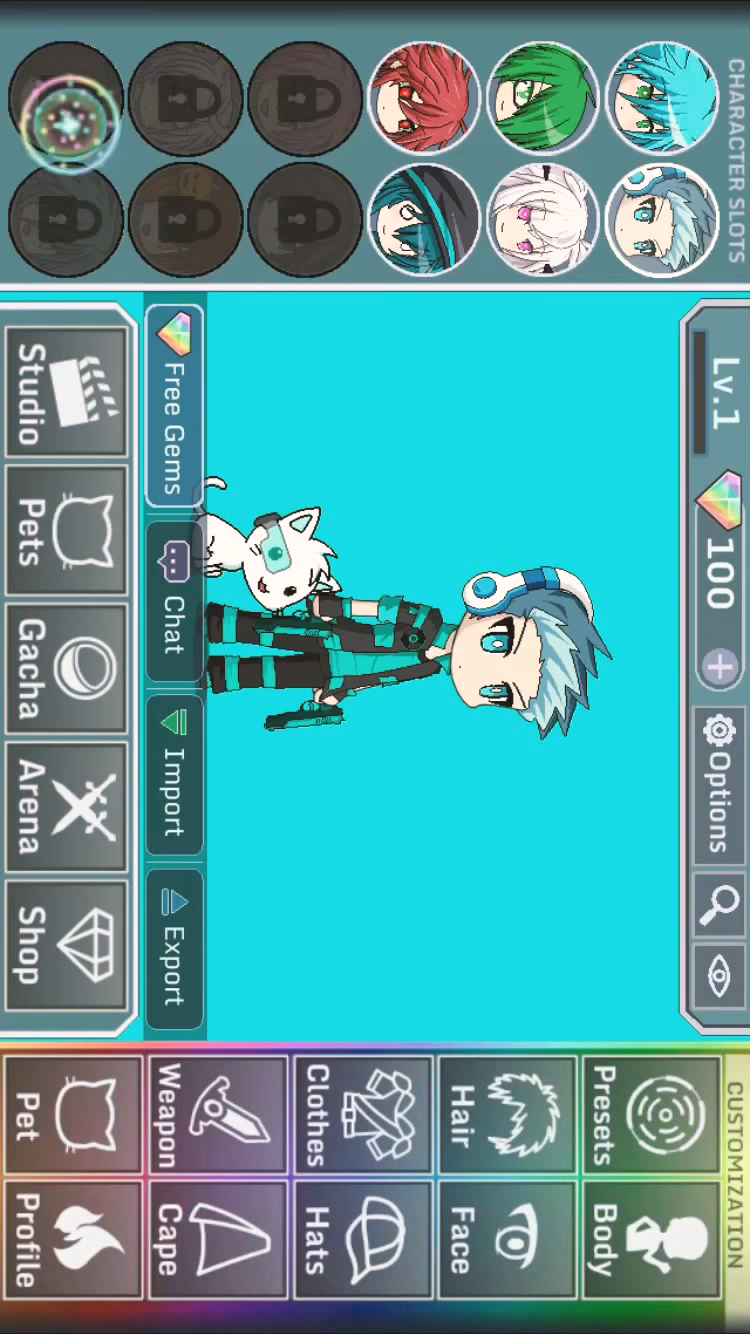 CHARACTER SLOTS
Lv.1
100
Options
Free Gems
Chat
Import
Export
Studio
Pets
Gacha
Arena
Shop
CUSTOMIZATION
Presets
Body
Hair
Face
Clothes
Hats
Weapon
Cape
Pet
Profile